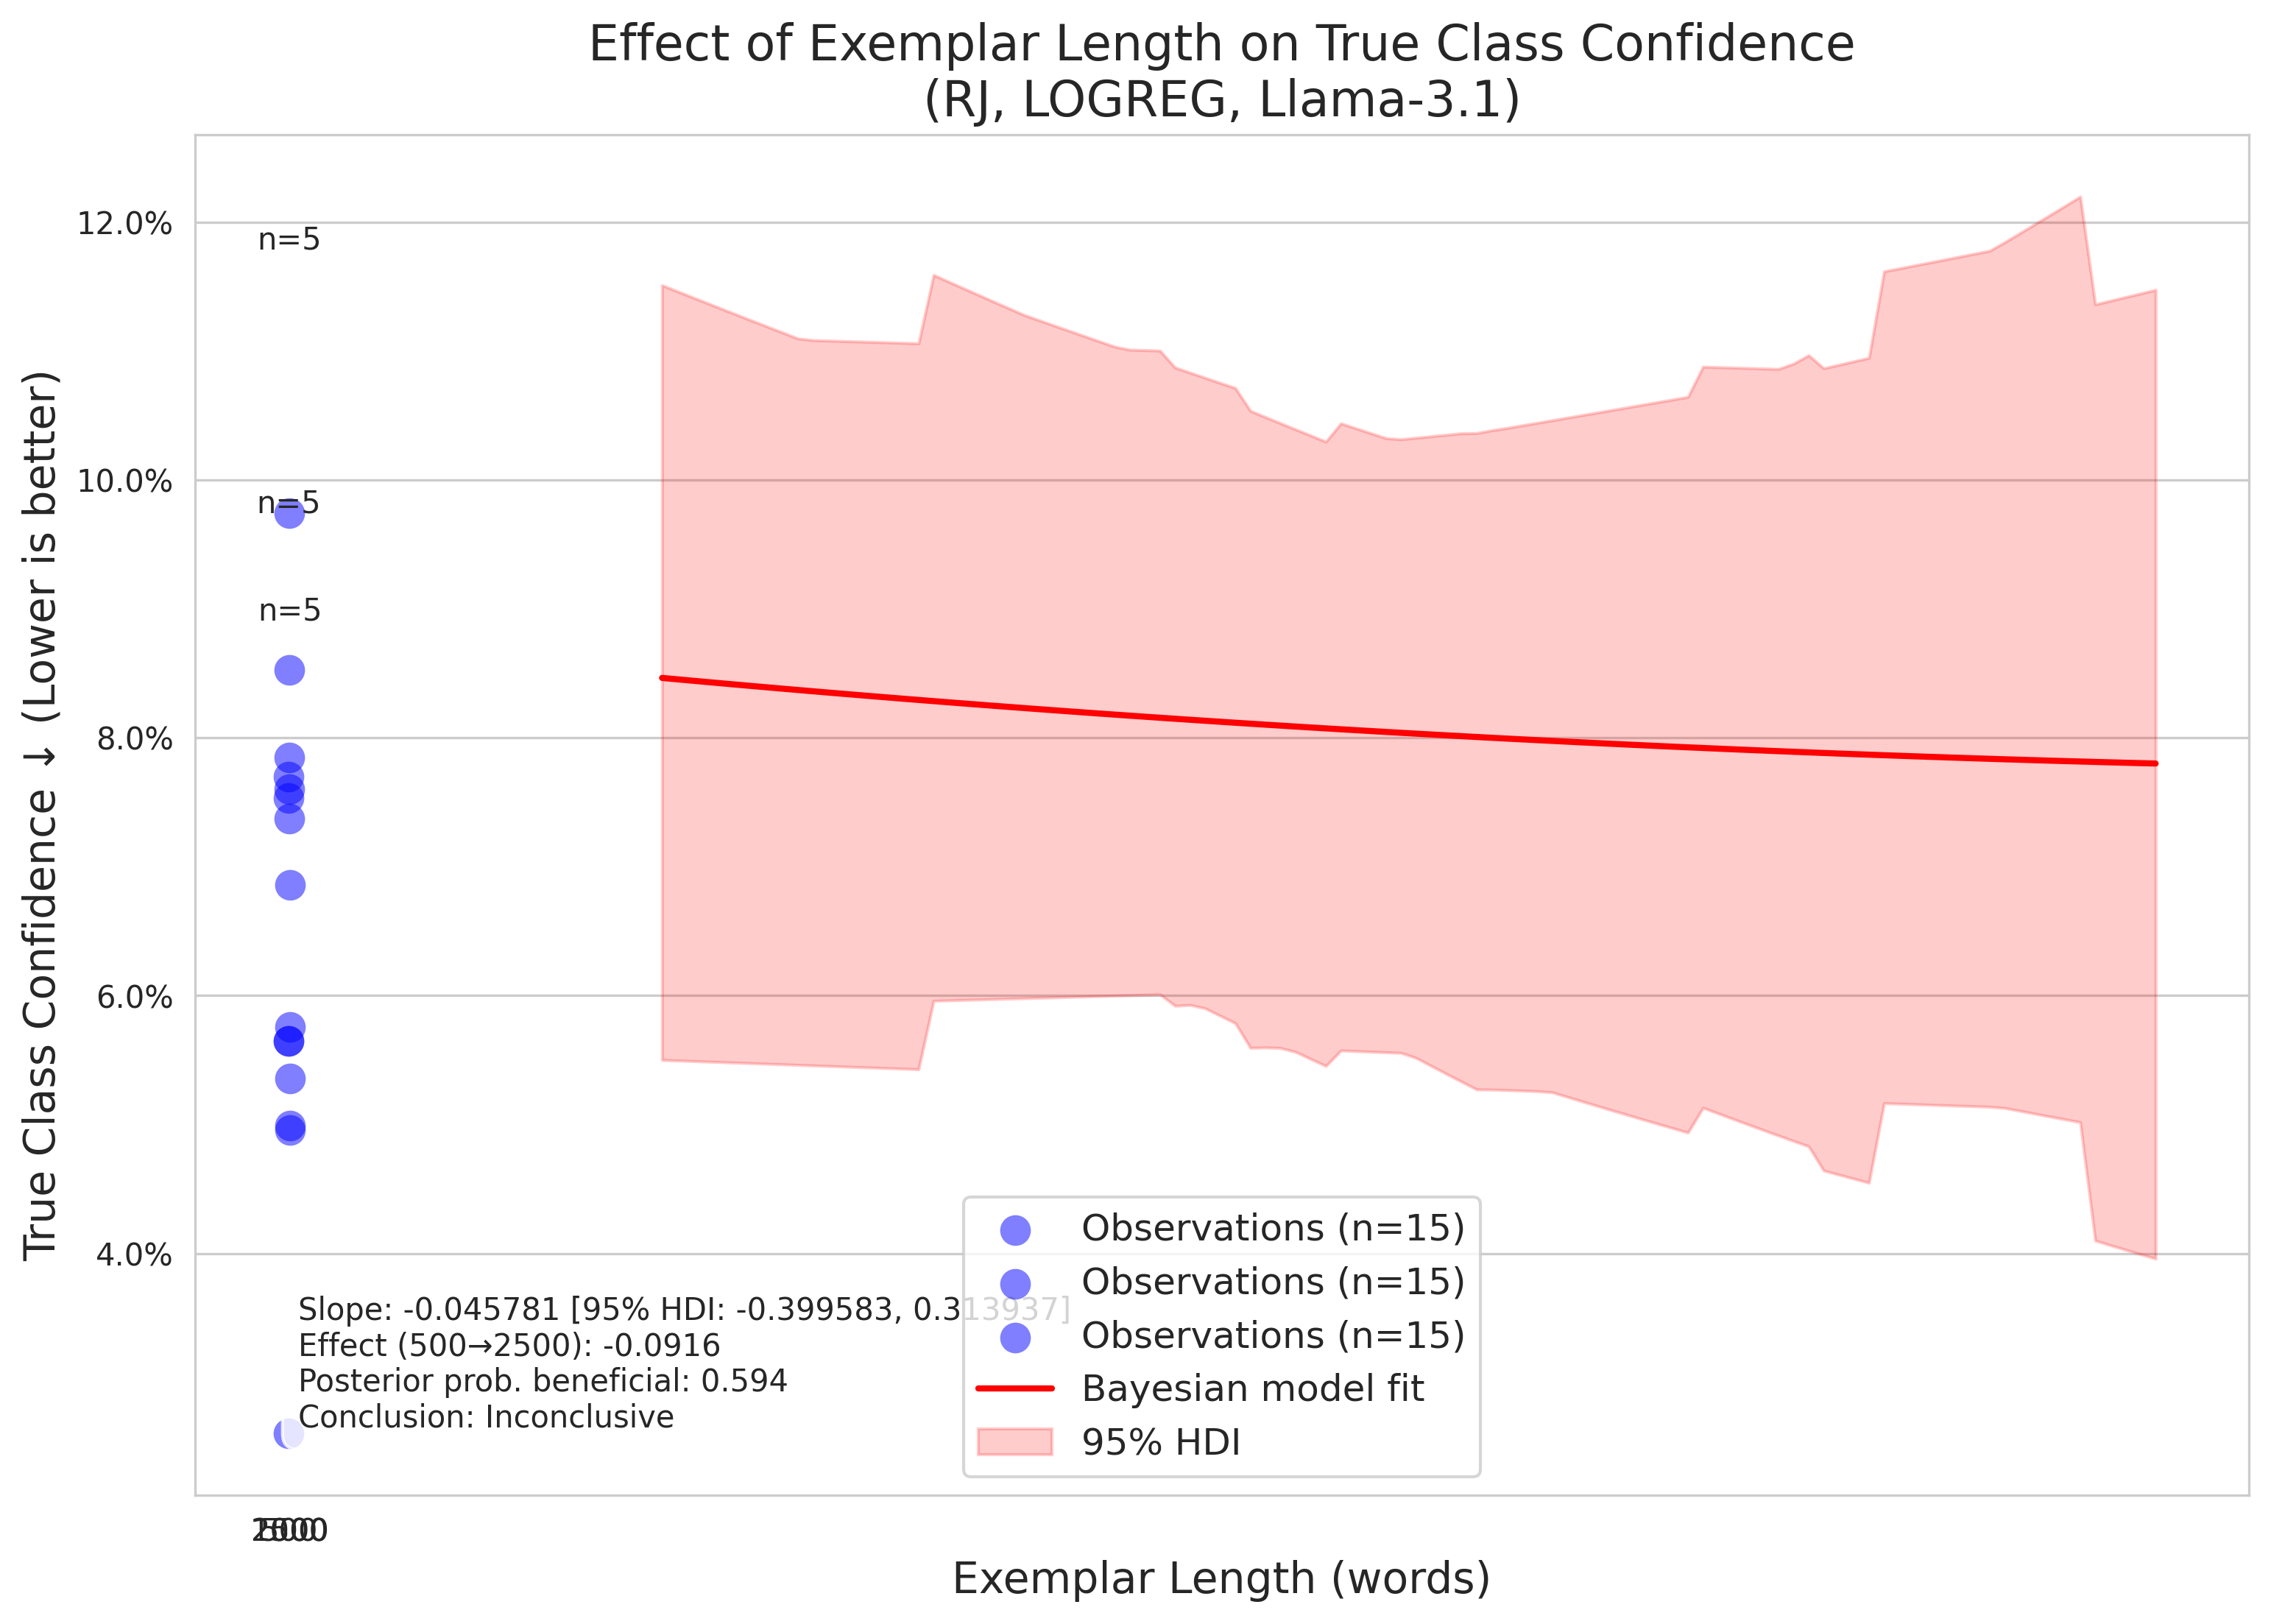 Effect of Exemplar Length on True Class Confidence
(RJ, LOGREG, Llama-3.1)
True Class Confidence ↓ (Lower is better)
12.0%
10.0%
8.0%
6.0%
4.0%
n=5
n=5
n=5
Slope: -0.045781 [95% HDI: -0.399583, 0.313937]
Effect (500→2500): -0.0916
Posterior prob. beneficial: 0.594
Conclusion: Inconclusive
Observations (n=15)
Observations (n=15)
Observations (n=15)
Bayesian model fit
95% HDI
Exemplar Length (words)